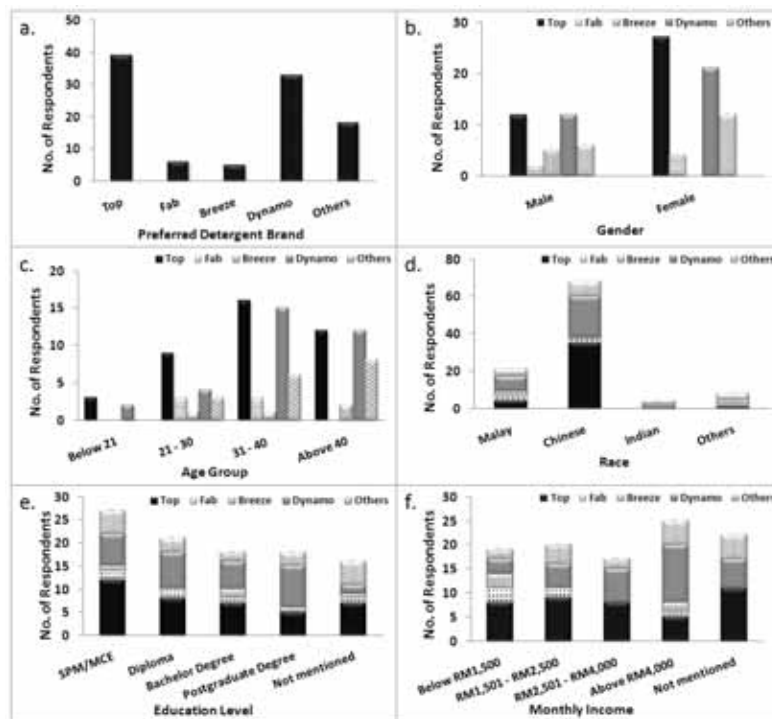 a.
50
40
30
20
10
0
No. of Respondents
Top
Fab
Breeze
Dynamo
Others
Preferred Detergent Brand
b.
Top Fab Breeze Dynamo Others
30
20
10
0
No. of Respondents
Male
Female
Gender
c.
Top Fab Breeze Dynamo Others
20
15
10
5
0
No. of Respondents
Below 21
21 - 30
31 - 40
Above 40
Age Group
d.
Top Fab Breeze Dynamo Others
80
60
40
20
0
No. of Respondents
Malay
Chinese
Indian
Others
Race
e.
Top Fab Breeze Dynamo Others
30
25
20
15
10
5
0
No. of Respondents
SPM/MCE
Diploma
Bachelor Degree
Postgraduate Degree
Not mentioned
Education Level
f.
Top Fab Breeze Dynamo Others
30
25
20
15
10
5
0
No. of Respondents
Below RM1,500
RM1,501 - RM2,500
RM2,501 - RM4,000
Above RM4,000
Not mentioned
Monthly Income